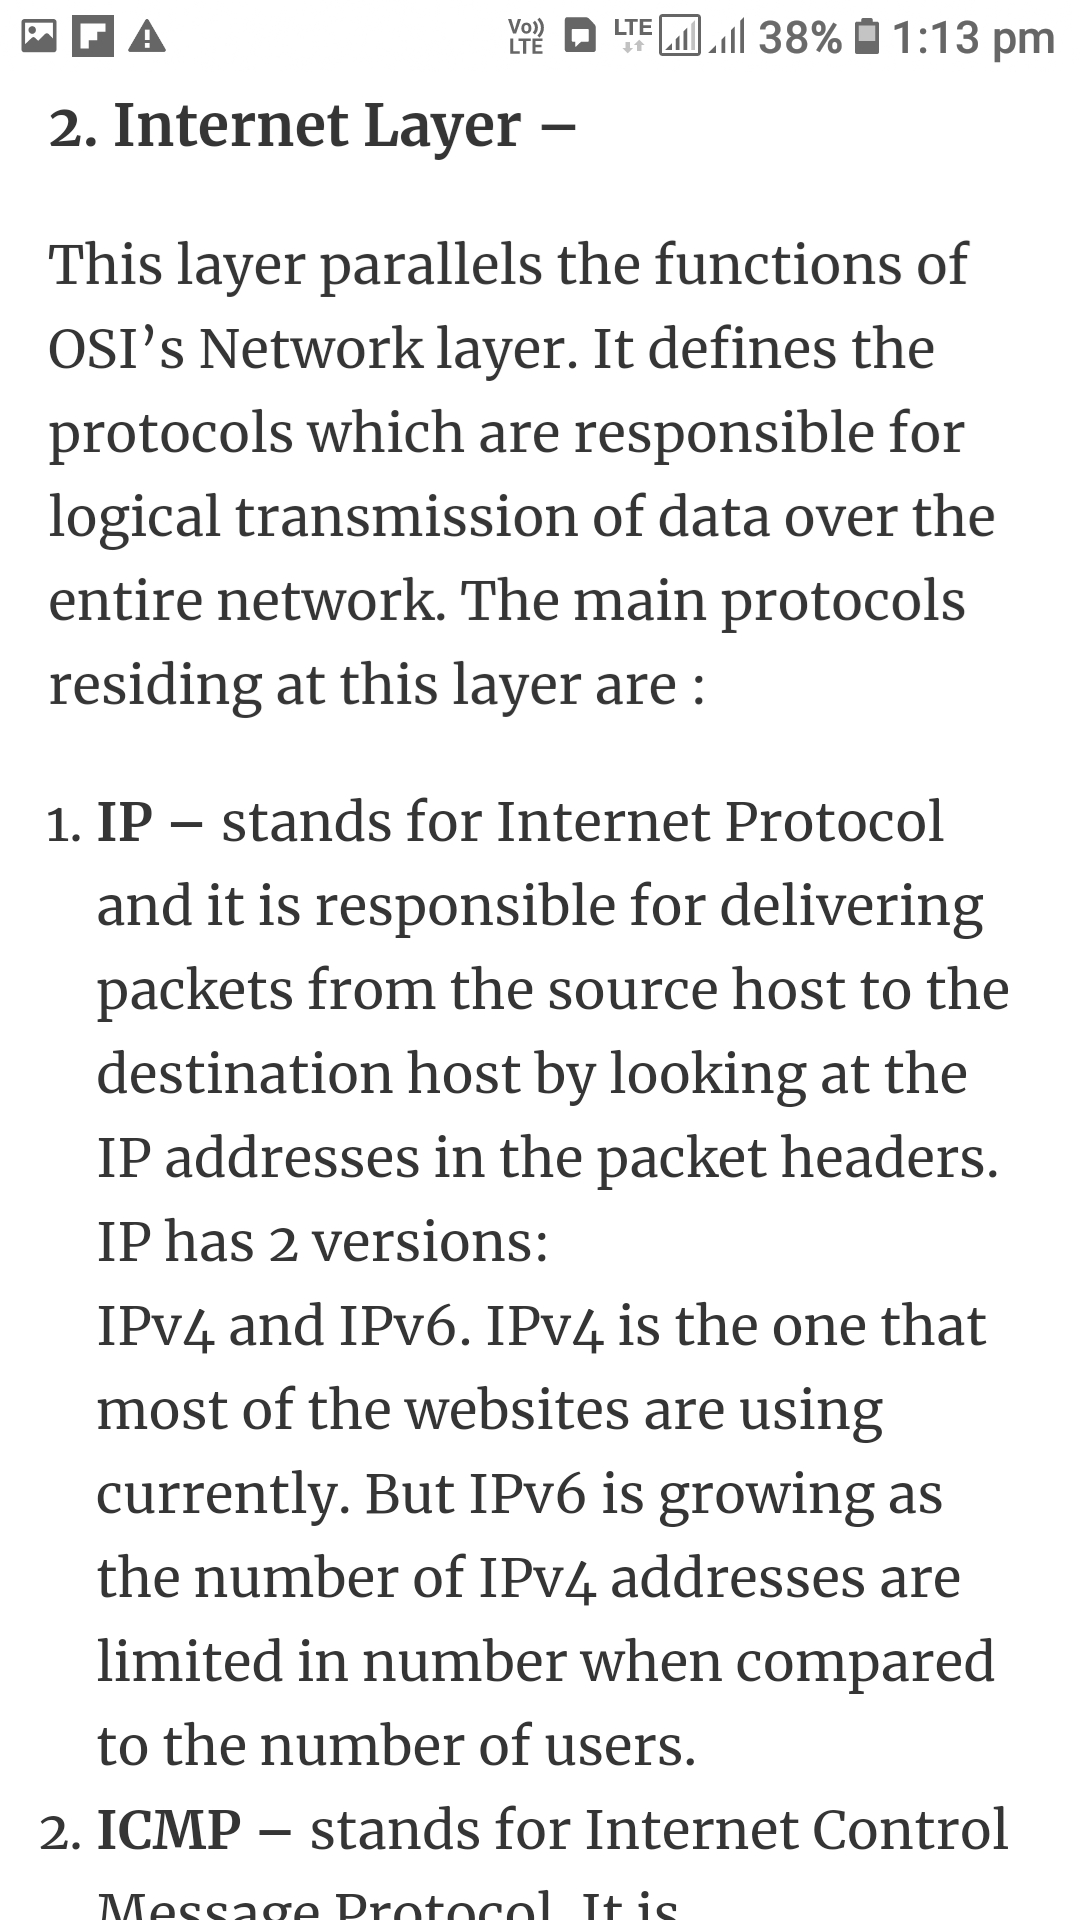 Vo)) LTE LTE 38% 1:13 pm
2. Internet Layer –
This layer parallels the functions of
OSI’s Network layer. It defines the
protocols which are responsible for
logical transmission of data over the
entire network. The main protocols
residing at this layer are :
1. IP – stands for Internet Protocol
and it is responsible for delivering
packets from the source host to the
destination host by looking at the
IP addresses in the packet headers.
IP has 2 versions:
IPv4 and IPv6. IPv4 is the one that
most of the websites are using
currently. But IPv6 is growing as
the number of IPv4 addresses are
limited in number when compared
to the number of users.
2. ICMP – stands for Internet Control
Message Protocol. It is